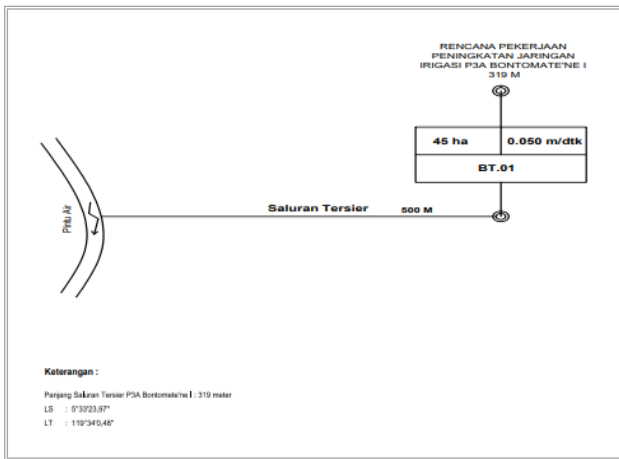 RENCANA PEKERJAAN
PENINGKATAN JARINGAN
IRIGASI P3A BONTOMATE'NE I
319 M
45 ha
0.050 m/dtk
BT.01
Saluran Tersier
500 M
Pintu Air
Keterangan :
Panjang Saluran Tersier P3A Bontomate'ne I : 319 meter
LS : 5°33'23,97"
LT : 119°34'0,48"